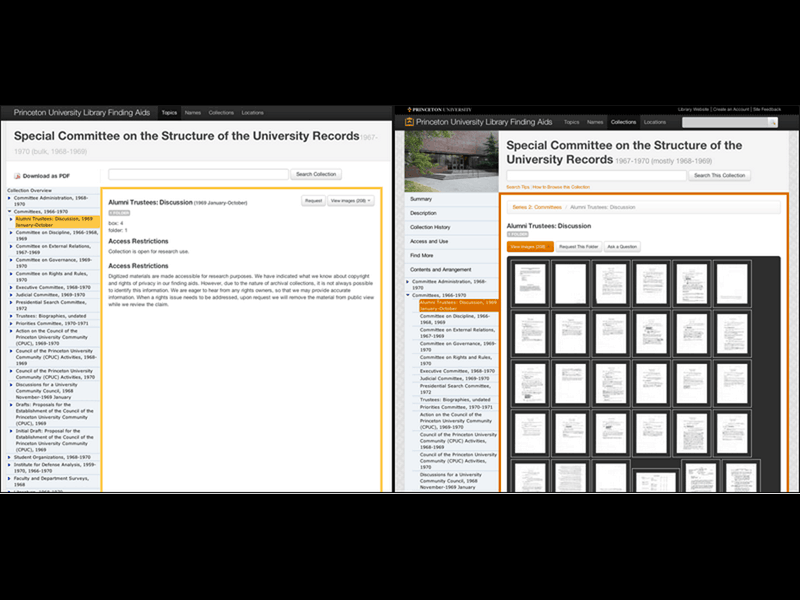 Princeton University Library Finding Aids Topics Names Collections Locations
Special Committee on the Structure of the University Records 1967-
1970 (bulk, 1968-1969)
Download as PDF
Search Collection
Collection Overview
Committee Administration, 1968-
1970
Committees, 1966-1970
Alumni Trustees: Discussion, 1969
January-October
Committee on Discipline, 1966-
1968, 1969
Committee on External Relations,
1967-1969
Committee on Governance, 1969-
1970
Committee on Rights and Rules,
1970
Executive Committee, 1968-1970
Judicial Committee, 1969-1970
Presidential Search Committee,
1972
Trustees: Biographies, undated
Priorities Committee, 1970-1971
Action on the Council of the
Princeton University Community
(CPUC), 1969-1970
Council of the Princeton University
Community (CPUC) Activities, 1968-
1969
Council of the Princeton University
Community (CPUC) Activities, 1970
Discussions for a University
Community Council, 1968
November-1969 January
Drafts: Proposals for the
Establishment of the Council of the
Princeton University Community
(CPUC), 1969
Initial Draft: Proposal for the
Establishment of the Council of the
Princeton University Community
(CPUC), 1969
Student Organizations, 1968-1970
Institute for Defense Analysis, 1959-
1970, 1966-1970
Faculty and Department Surveys,
1968
Alumni Trustees: Discussion (1969 January-October)
Request
View images (208)
1 FOLDER
box: 4
folder: 1
Access Restrictions
Collection is open for research use.
Access Restrictions
Digitized materials are made accessible for research purposes. We have indicated what we know about copyright
and rights of privacy in our finding aids. However, due to the nature of archival collections, it is not always possible
to identify this information. We are eager to hear from any rights owners, so that we may provide accurate
information. When a rights issue needs to be addressed, upon request we will remove the material from public view
while we review the claim.
PRINCETON UNIVERSITY
Library Website | Create an Account | Site Feedback
Princeton University Library Finding Aids Topics Names Collections Locations
Special Committee on the Structure of the
University Records 1967-1970 (mostly 1968-1969)
Search This Collection
Search Tips: How to Browse the Collection
Summary
Description
Collection History
Access and Use
Find More
Contents and Arrangement
Committee Administration, 1968-
1970
Committees, 1966-1970
Alumni Trustees: Discussion, 1969
January-October
Committee on Discipline, 1966-
1968, 1969
Committee on External Relations,
1967-1969
Committee on Governance, 1969-
1970
Committee on Rights and Rules,
1970
Executive Committee, 1968-1970
Judicial Committee, 1969-1970
Presidential Search Committee,
1972
Trustees: Biographies, undated
Priorities Committee, 1970-1971
Action on the Council of the
Princeton University Community
(CPUC), 1969-1970
Council of the Princeton University
Community (CPUC) Activities,
1968-1969
Council of the Princeton University
Community (CPUC) Activities,
1970
Discussions for a University
Community Council, 1968
November-1969 January
Series 2: Committees / Alumni Trustees: Discussion
Alumni Trustees: Discussion
1 FOLDER
View images (208)
Request This Folder
Ask a Question